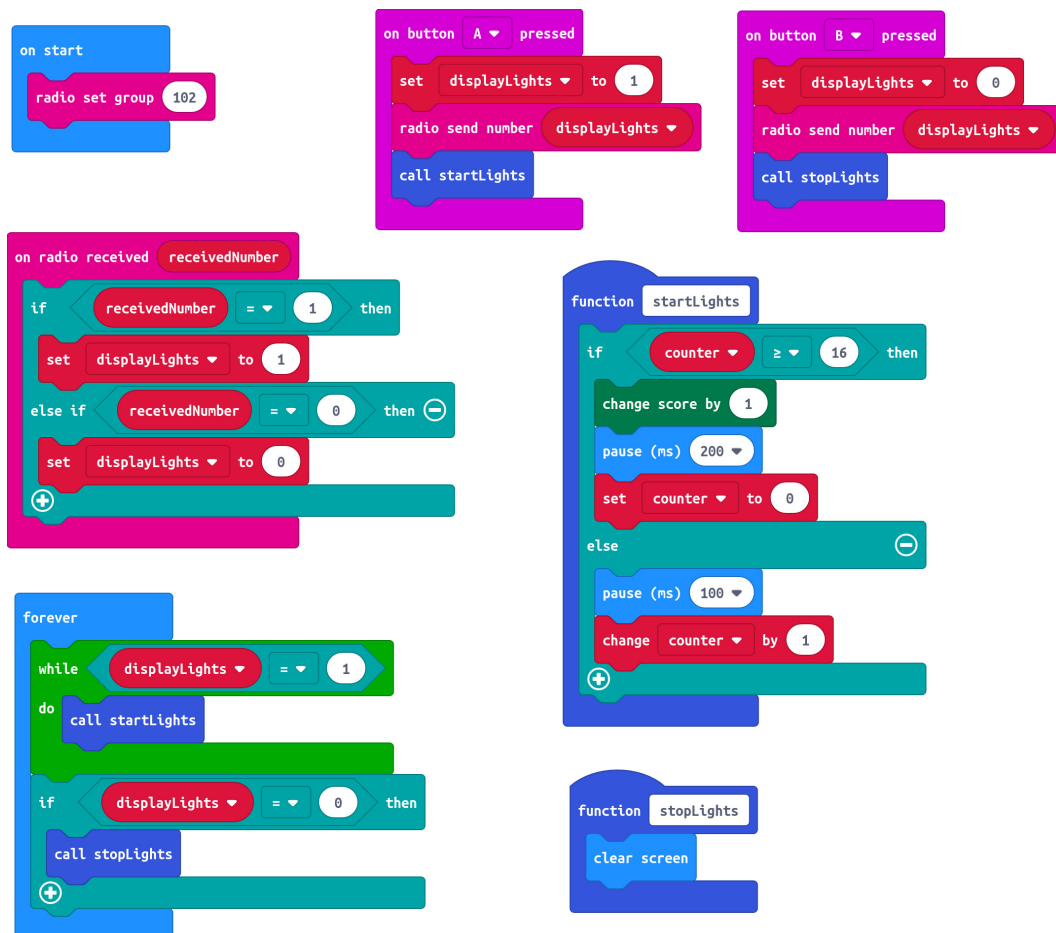 on start
radio set group 102
on button A pressed
set displayLights to 1
radio send number displayLights
call startLights
on button B pressed
set displayLights to 0
radio send number displayLights
call stopLights
on radio received receivedNumber
if receivedNumber = 1 then
set displayLights to 1
else if receivedNumber = 0 then
set displayLights to 0
function startLights
if counter ≥ 16 then
change score by 1
pause (ms) 200
set counter to 0
else
pause (ms) 100
change counter by 1
forever
while displayLights = 1
do call startLights
if displayLights = 0 then
call stopLights
function stopLights
clear screen